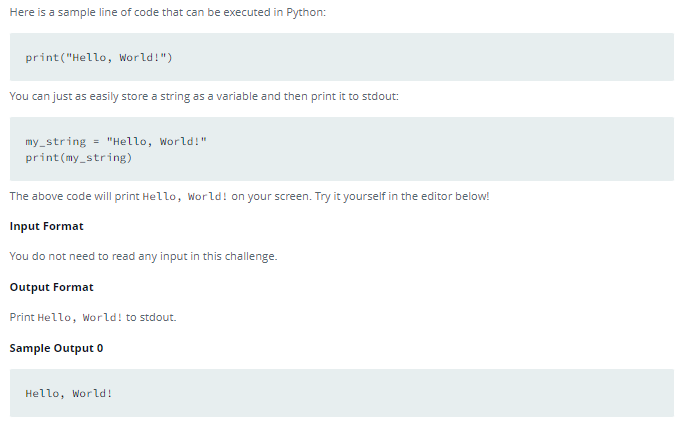 Here is a sample line of code that can be executed in Python:
print("Hello, World!")
You can just as easily store a string as a variable and then print it to stdout:
my_string = "Hello, World!"
print(my_string)
The above code will print Hello, World! on your screen. Try it yourself in the editor below!
Input Format
You do not need to read any input in this challenge.
Output Format
Print Hello, World! to stdout.
Sample Output 0
Hello, World!